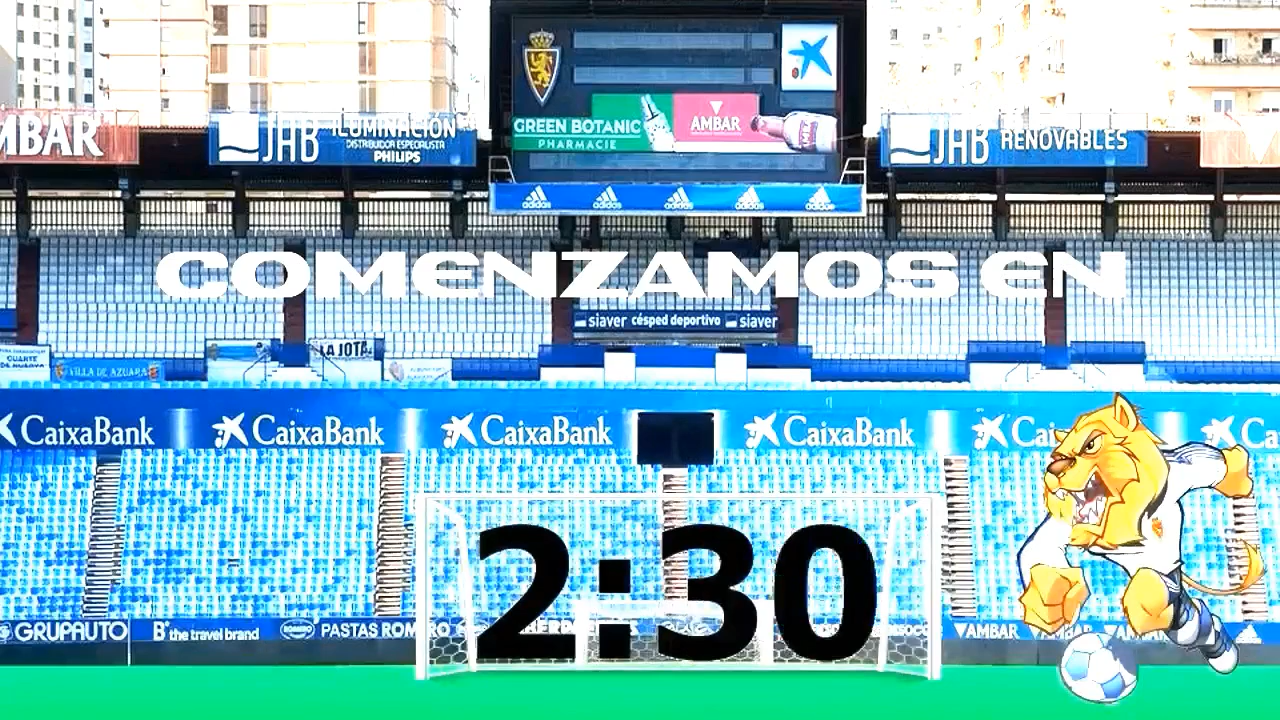 GREEN BOTANIC
PHARMACIE
AMBAR
MBAR
JHB ILUMINACIÓN
DISTRIBUIDOR ESPECIALISTA
PHILIPS
JHB RENOVABLES
adidas adidas adidas adidas adidas
COMENZAMOS EN
siaver césped deportivo siaver
LA JOTA
VILLA DE AZUARA
CaixaBank CaixaBank CaixaBank CaixaBank
2:30
GRUPAUTO B the travel brand ROMERO PASTAS ROMERO
AMBAR AMBAR AMBAR